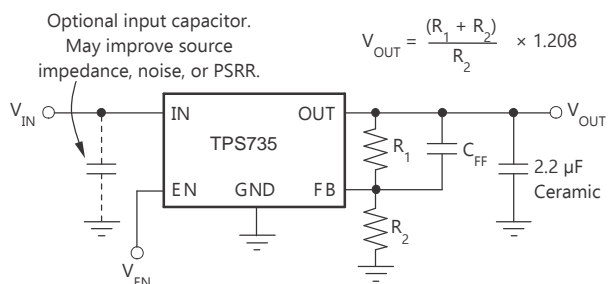 Optional input capacitor.
May improve source
impedance, noise, or PSRR.
V_OUT = (R_1 + R_2) / R_2 × 1.208
V_IN
IN
OUT
V_OUT
TPS735
R_1
C_FF
2.2 µF
Ceramic
EN
GND
FB
R_2
V_EN